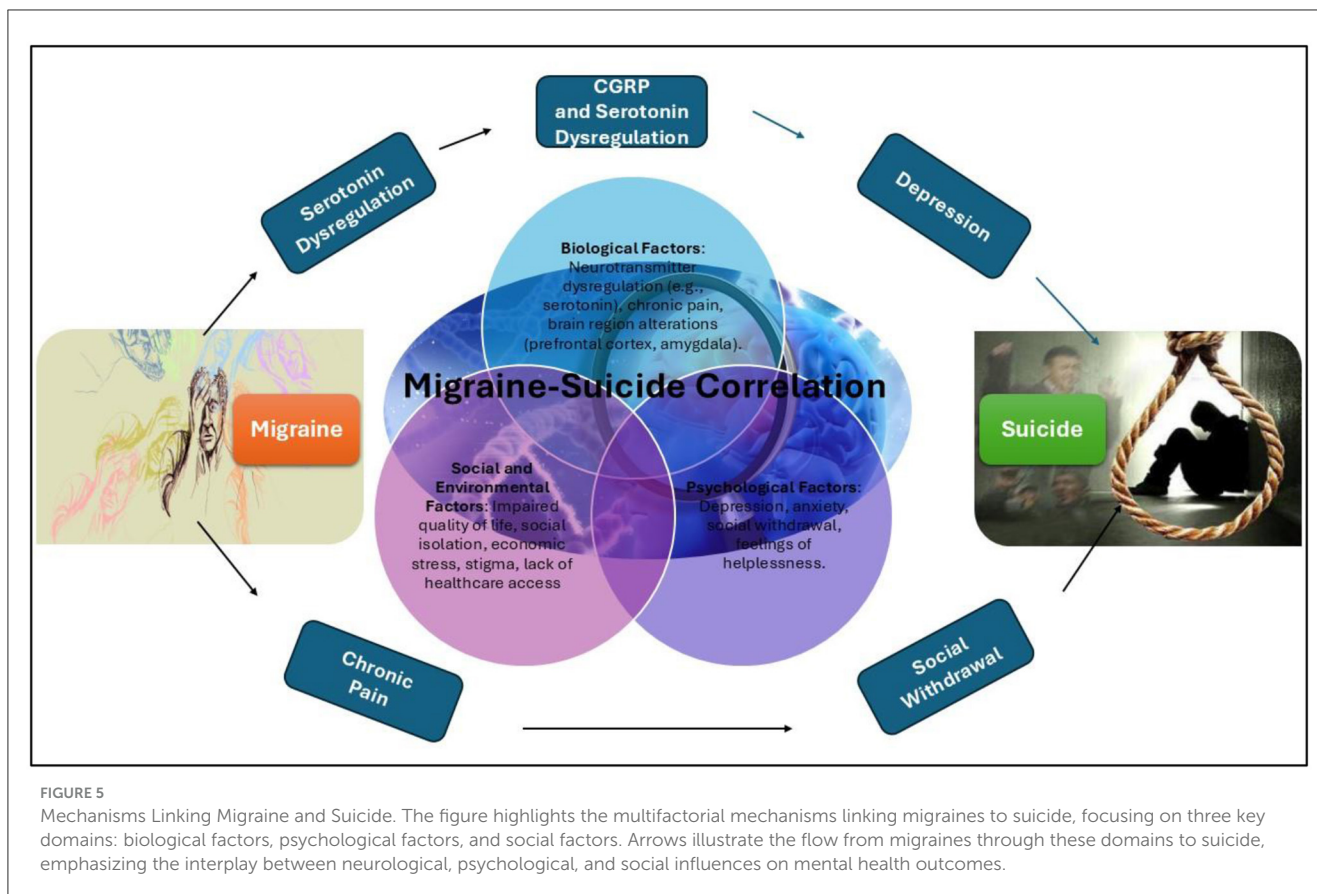 CGRP
and Serotonin
Dysregulation
Serotonin
Dysregulation
Depression
Biological Factors:
Neurotransmitter
dysregulation (e.g.,
serotonin), chronic pain,
brain region alterations
(prefrontal cortex, amygdala).
Migraine-Suicide Correlation
Migraine
Suicide
Social and
Environmental
Factors: Impaired
quality of life, social
isolation, economic
stress, stigma, lack of
healthcare access
Psychological Factors:
Depression, anxiety,
social withdrawal,
feelings of
helplessness.
Chronic
Pain
Social
Withdrawal
FIGURE 5
Mechanisms Linking Migraine and Suicide. The figure highlights the multifactorial mechanisms linking migraines to suicide, focusing on three key
domains: biological factors, psychological factors, and social factors. Arrows illustrate the flow from migraines through these domains to suicide,
emphasizing the interplay between neurological, psychological, and social influences on mental health outcomes.